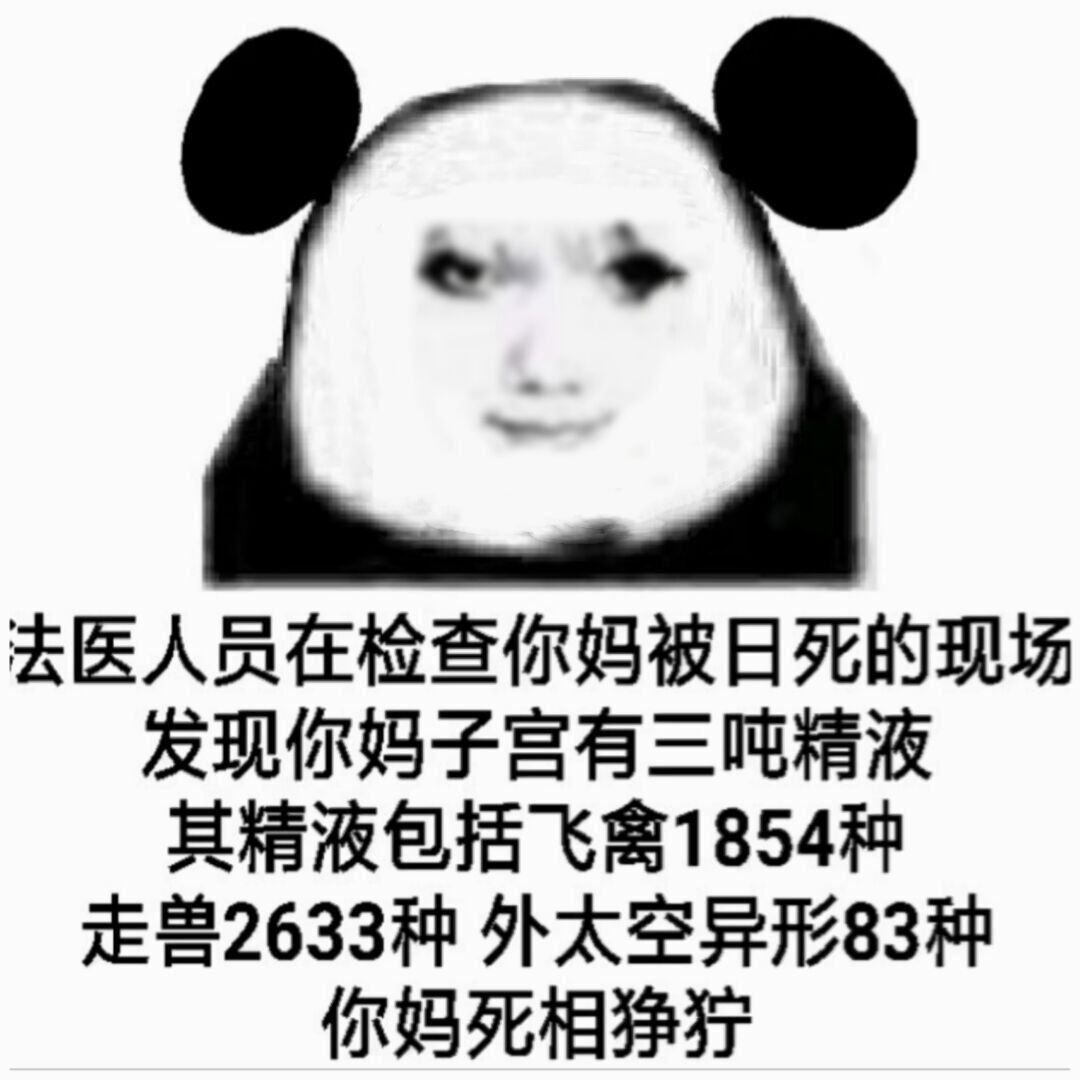 法医人员在检查你妈被日死的现场
发现你妈子宫有三吨精液
其精液包括飞禽1854种
走兽2633种 外太空异形83种
你妈死相狰狞